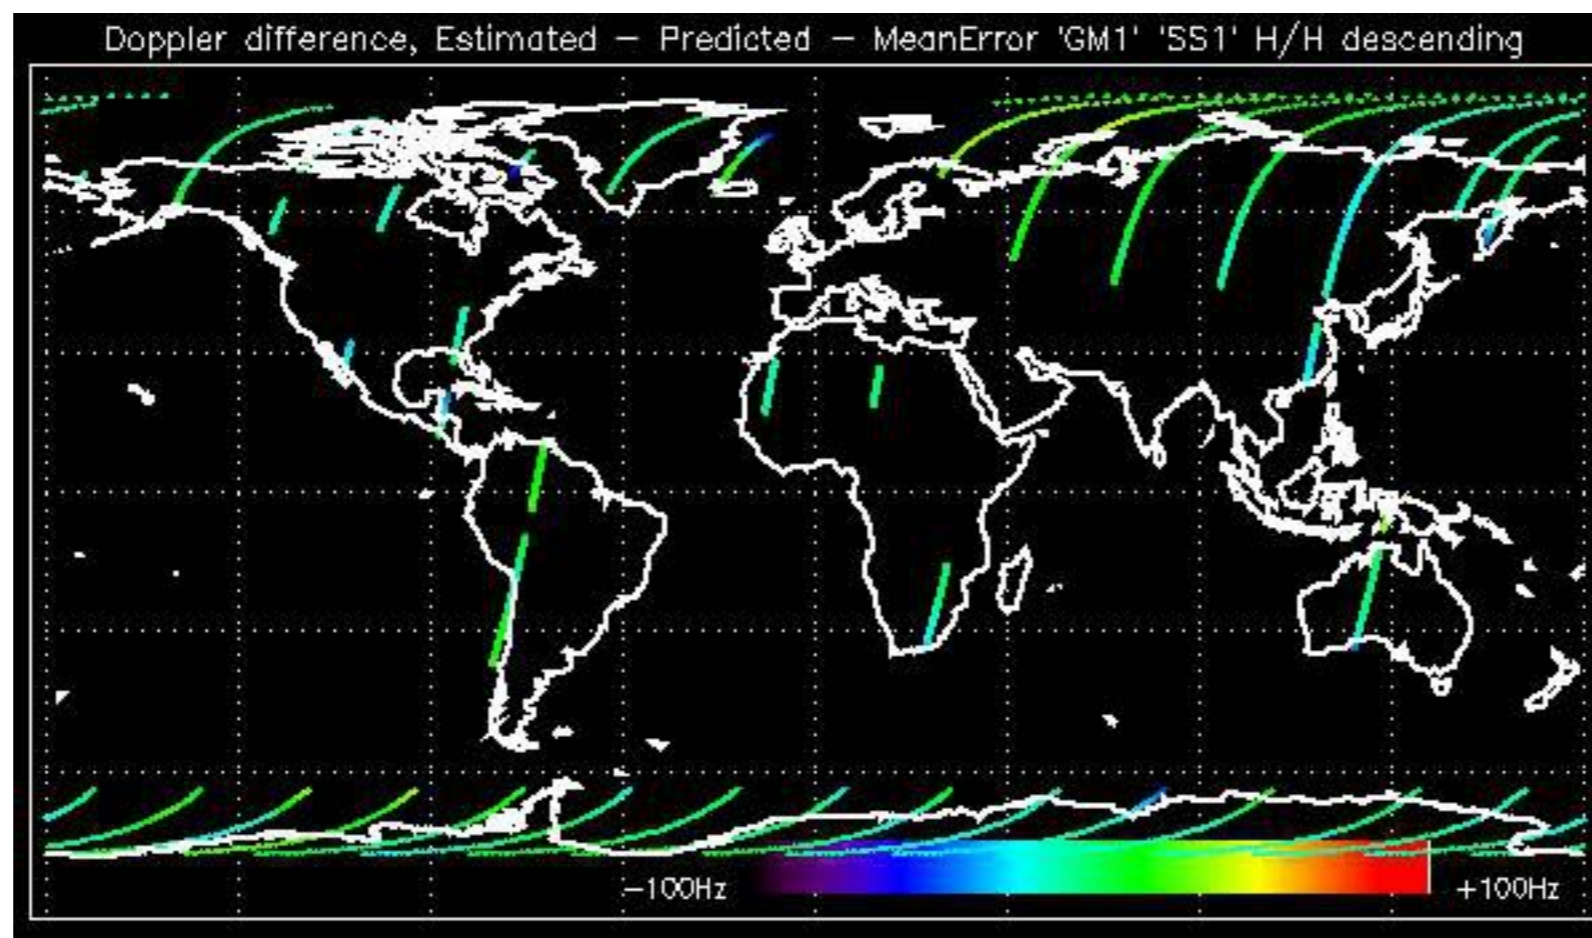 Doppler difference, Estimated − Predicted − MeanError 'GM1' 'SS1' H/H descending
−100Hz +100Hz